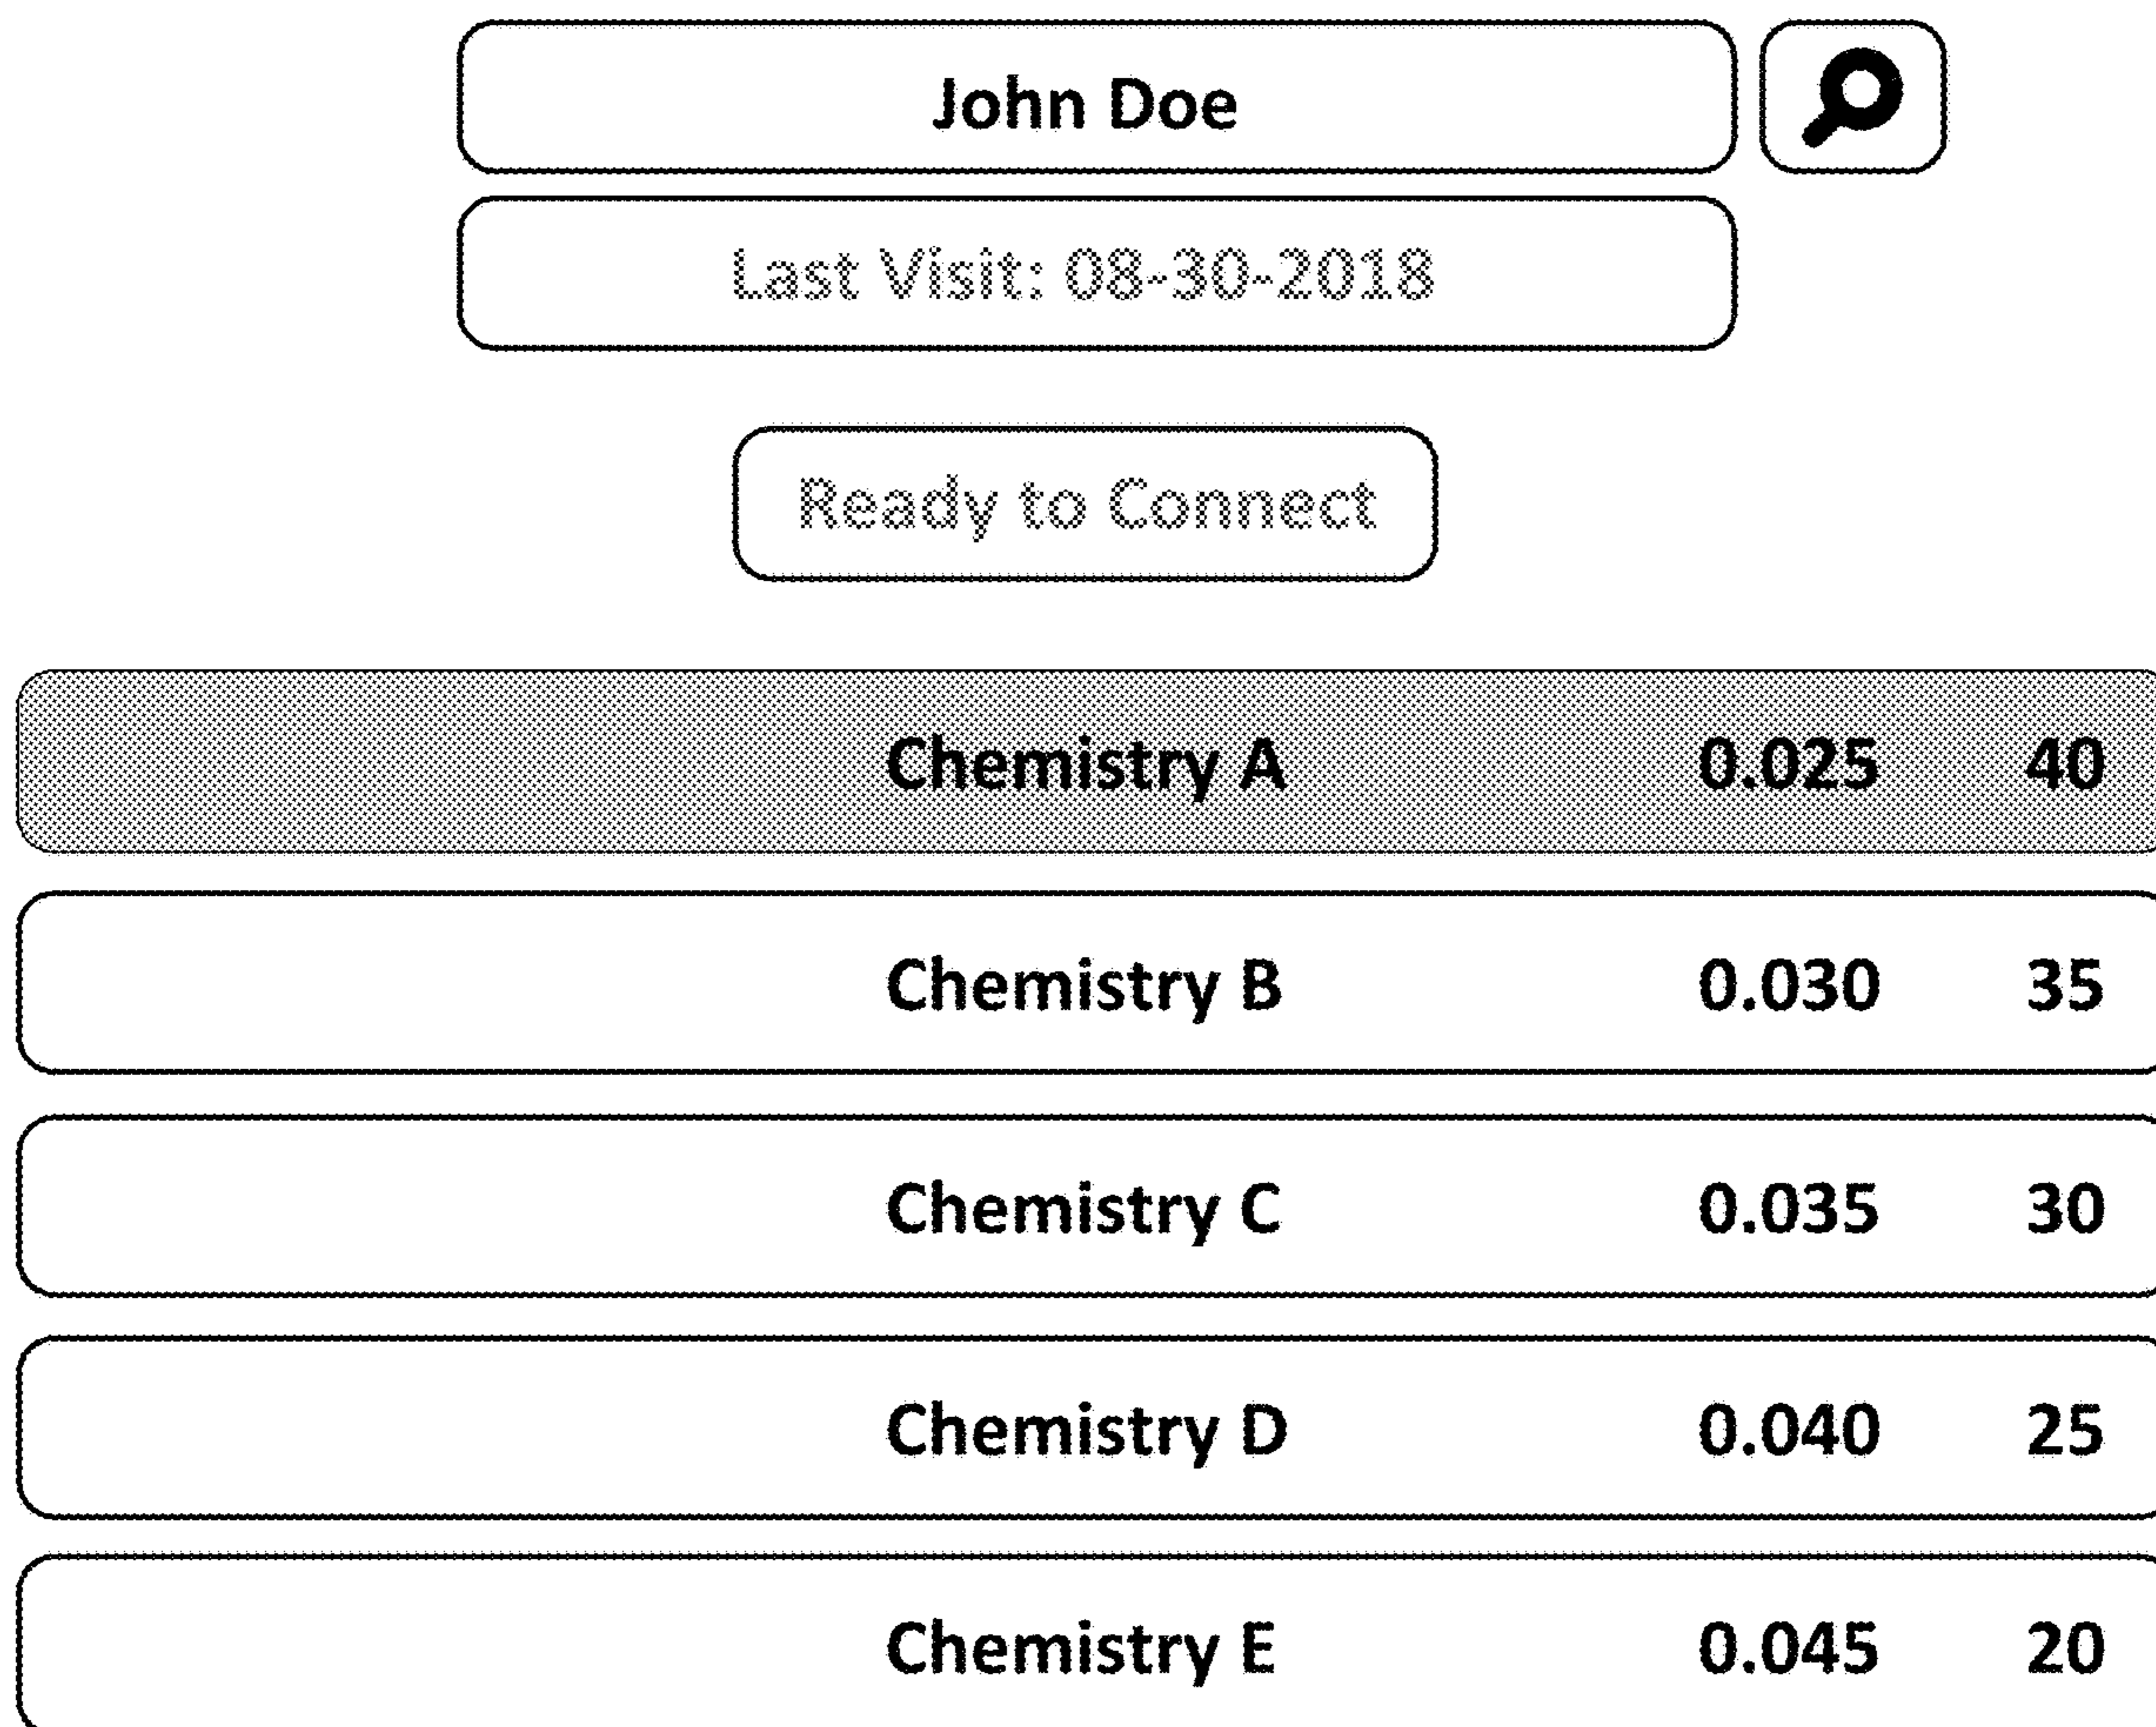 John Doe
Last Visit: 08-30-2018
Ready to Connect
Chemistry A 0.025 40
Chemistry B 0.030 35
Chemistry C 0.035 30
Chemistry D 0.040 25
Chemistry E 0.045 20